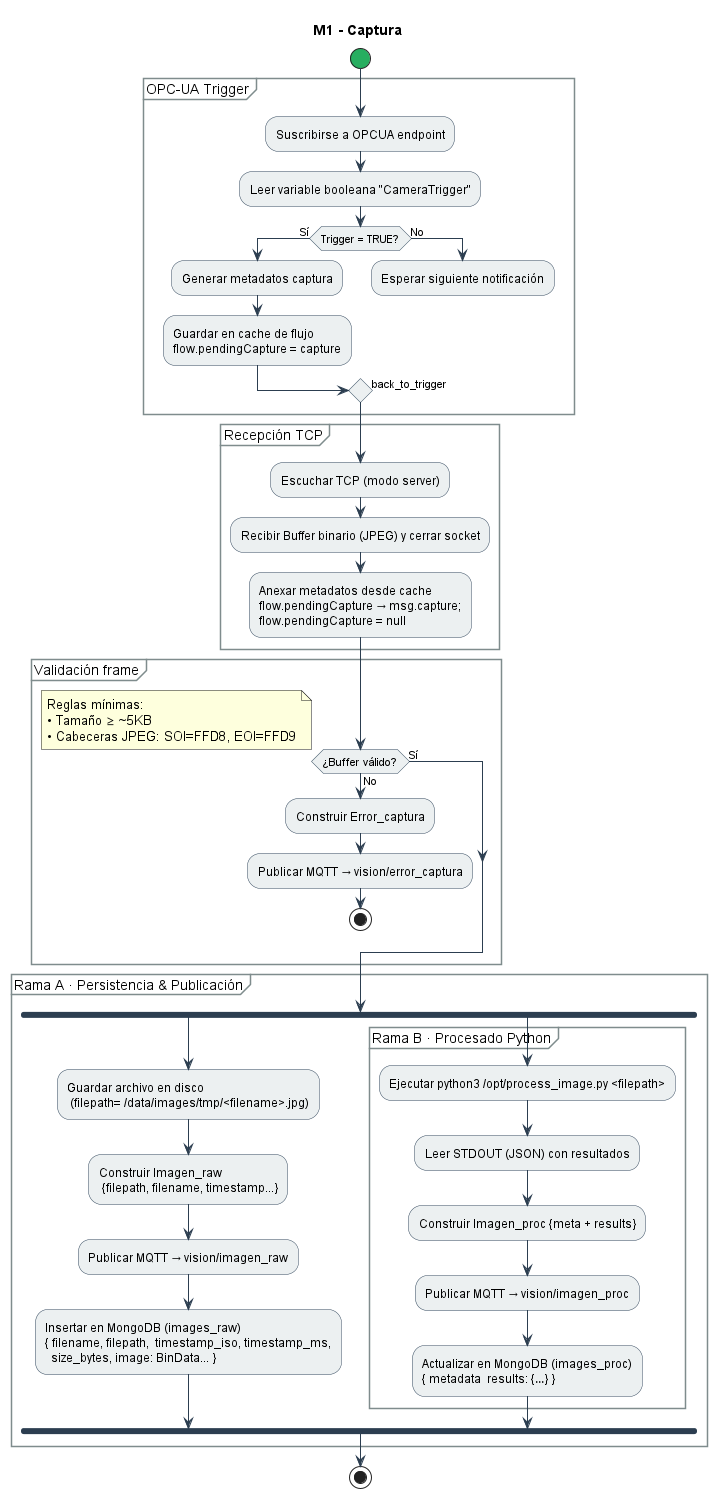 M1 - Captura
OPC-UA Trigger
Suscribirse a OPCUA endpoint
Leer variable booleana "CameraTrigger"
Sí
Trigger = TRUE?
No
Generar metadatos captura
Esperar siguiente notificación
Guardar en cache de flujo
flow.pendingCapture = capture
back_to_trigger
Recepción TCP
Escuchar TCP (modo server)
Recibir Buffer binario (JPEG) y cerrar socket
Anexar metadatos desde cache
flow.pendingCapture → msg.capture;
flow.pendingCapture = null
Validación frame
Reglas mínimas:
• Tamaño ≥ ~5KB
• Cabeceras JPEG: SOI=FFD8, EOI=FFD9
¿Buffer válido?
Sí
No
Construir Error_captura
Publicar MQTT → vision/error_captura
Rama A · Persistencia & Publicación
Rama B · Procesado Python
Guardar archivo en disco
(filepath= /data/images/tmp/<filename>.jpg)
Construir Imagen_raw
{filepath, filename, timestamp...}
Publicar MQTT → vision/imagen_raw
Insertar en MongoDB (images_raw)
{ filename, filepath, timestamp_iso, timestamp_ms,
size_bytes, image: BinData... }
Ejecutar python3 /opt/process_image.py <filepath>
Leer STDOUT (JSON) con resultados
Construir Imagen_proc {meta + results}
Publicar MQTT → vision/imagen_proc
Actualizar en MongoDB (images_proc)
{ metadata results: {...} }